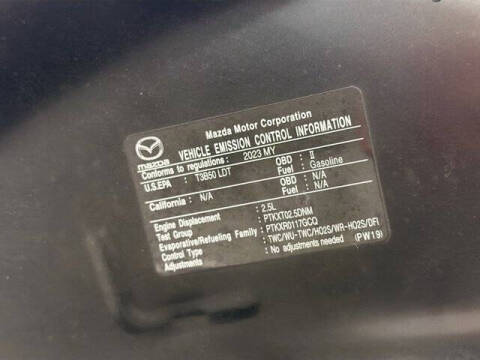 mazda
Mazda Motor Corporation
VEHICLE EMISSION CONTROL INFORMATION
Conforms to regulations: 2023 MY
U.S.EPA : T3B50 LDT OBD : II Fuel : Gasoline
California : N/A OBD : N/A Fuel : N/A
Engine Displacement : 2.5L
Test Group : PTKXT02.5DNM
Evaporative/Refueling Family : PTKXR0117GCQ
Control Type : TWC/WU-TWC/HO2S/WR-HO2S/DFI
Adjustments : No adjustments needed (PW19)